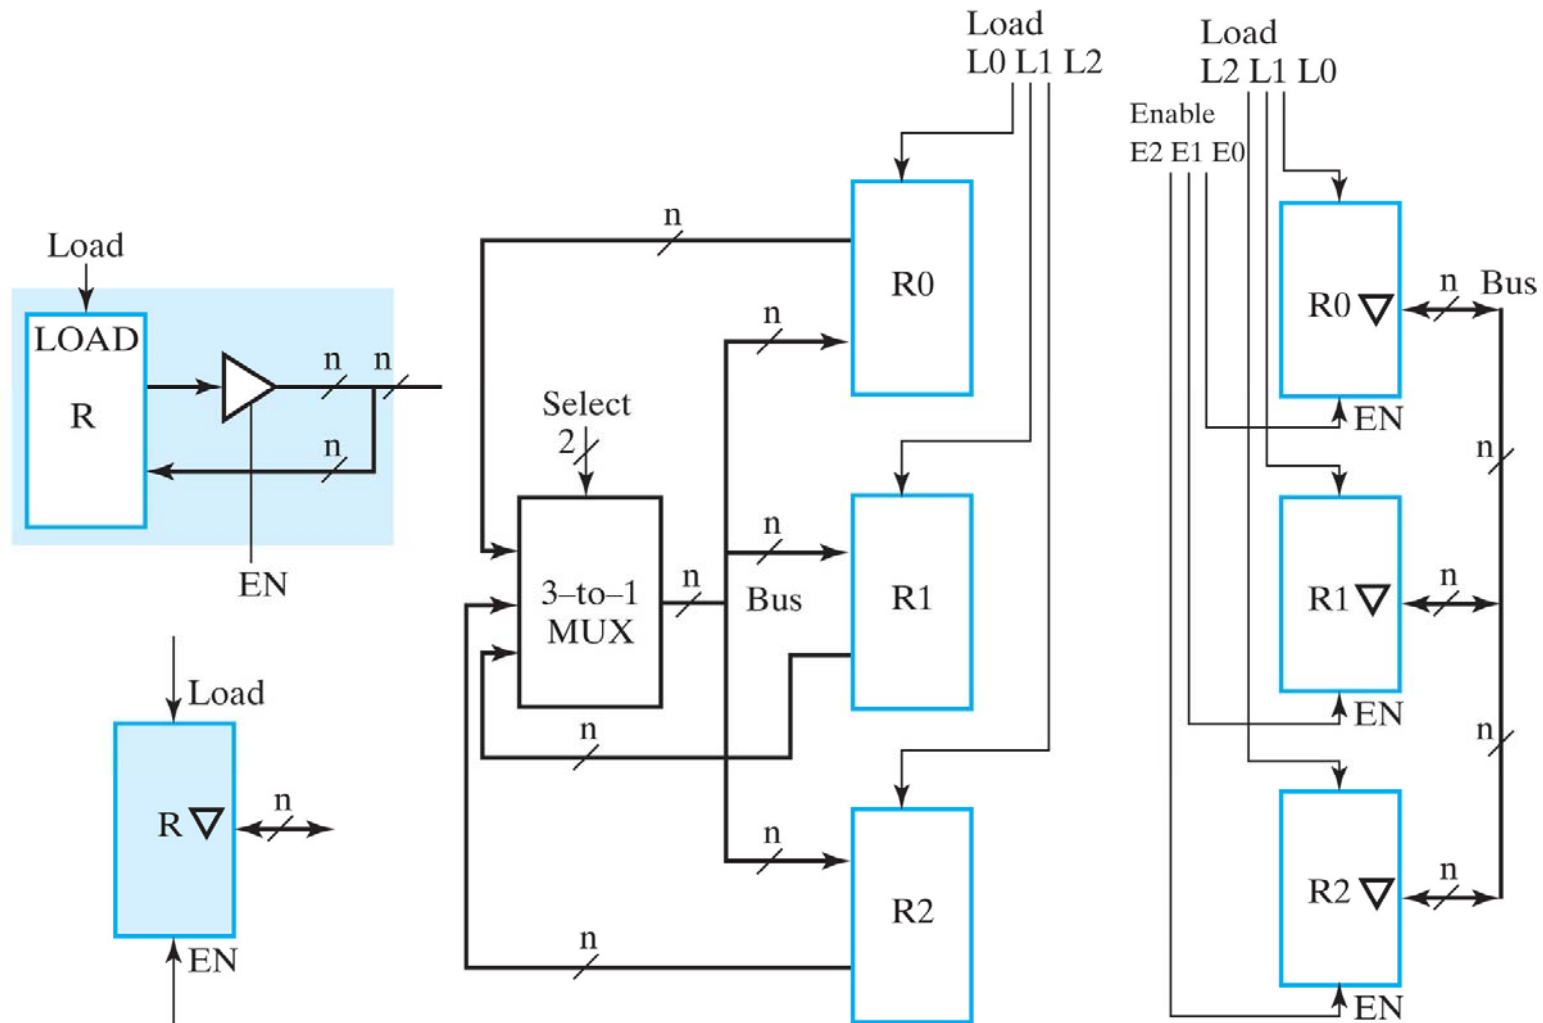 Load
LOAD
R
n
n
n
EN
Load
R
n
EN
Load
L0 L1 L2
n
R0
n
Select
2
n
3–to–1
MUX
n
Bus
R1
n
n
R2
n
Load
L2 L1 L0
Enable
E2 E1 E0
R0
n
Bus
EN
n
R1
n
EN
n
R2
n
EN